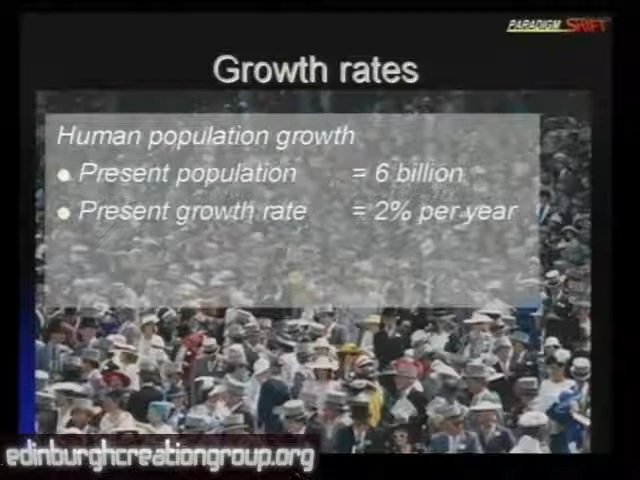 PARADIGM SHIFT
Growth rates
Human population growth
Present population = 6 billion
Present growth rate = 2% per year
edinburghcreationgroup.org